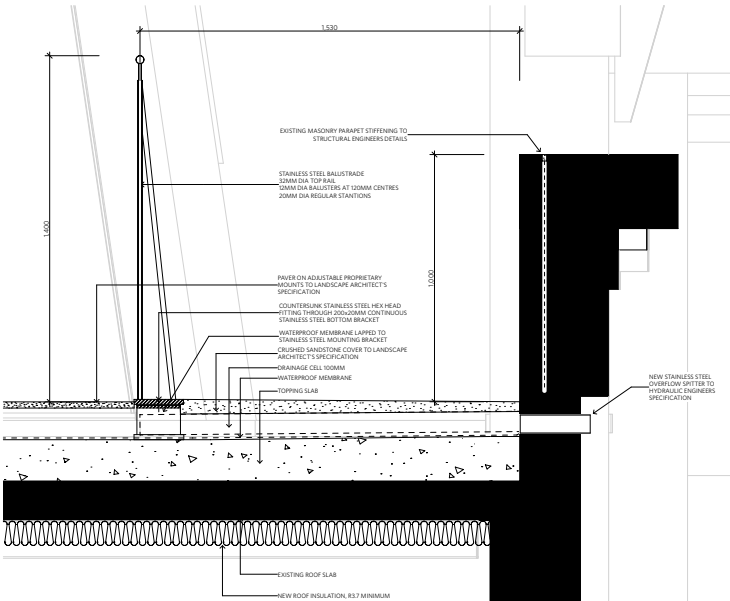 1,530
EXISTING MASONRY PARAPET STIFFENING TO
STRUCTURAL ENGINEERS DETAILS
STAINLESS STEEL BALUSTRADE
32MM DIA TOP RAIL
12MM DIA BALUSTERS AT 120MM CENTRES
20MM DIA REGULAR STANTIONS
1,400
1,000
PAVER ON ADJUSTABLE PROPRIETARY
MOUNTS TO LANDSCAPE ARCHITECT'S
SPECIFICATION
COUNTERSUNK STAINLESS STEEL HEX HEAD
FITTING THROUGH 200x20MM CONTINUOUS
STAINLESS STEEL BOTTOM BRACKET
WATERPROOF MEMBRANE LAPPED TO
STAINLESS STEEL MOUNTING BRACKET
CRUSHED SANDSTONE COVER TO LANDSCAPE
ARCHITECT'S SPECIFICATION
DRAINAGE CELL 100MM
WATERPROOF MEMBRANE
TOPPING SLAB
NEW STAINLESS STEEL
OVERFLOW SPITTER TO
HYDRAULIC ENGINEERS
SPECIFICATION
EXISTING ROOF SLAB
NEW ROOF INSULATION, R3.7 MINIMUM